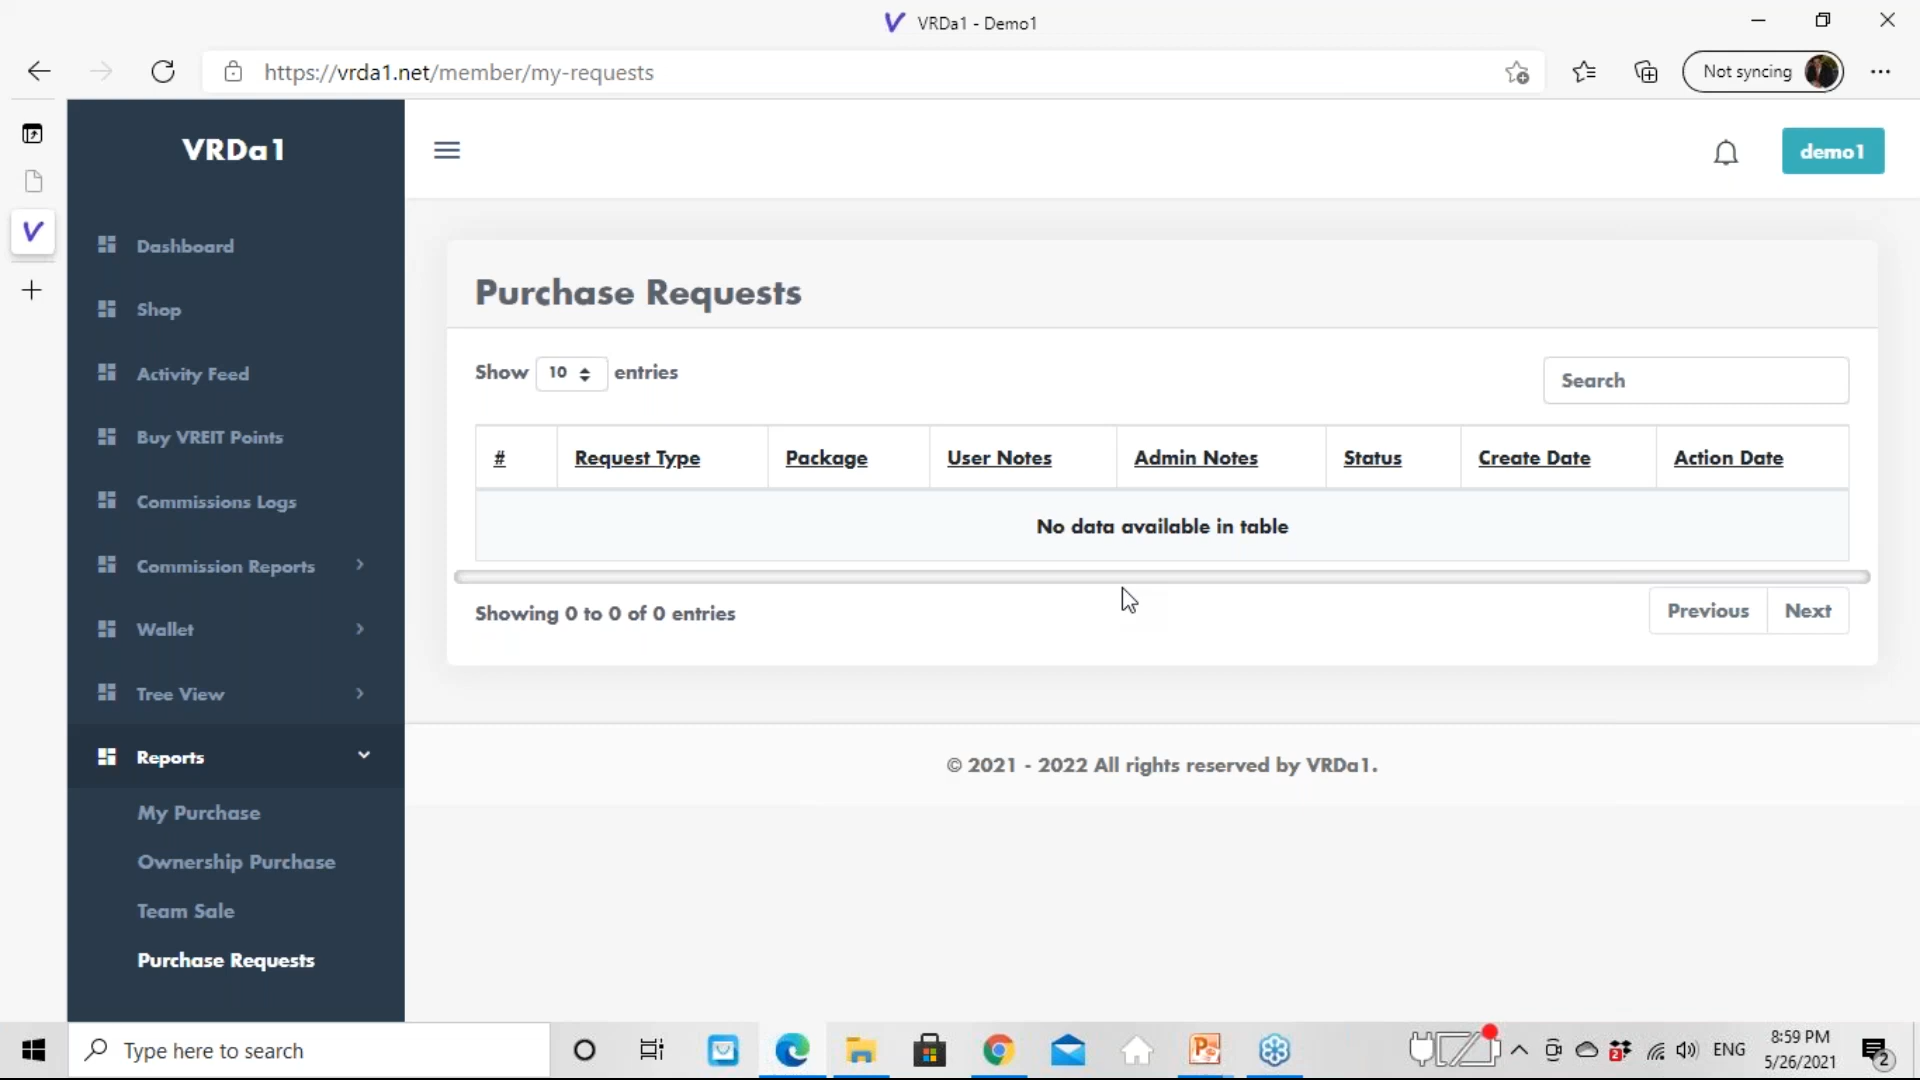 VRDa1 - Demo1
https://vrda1.net/member/my-requests
Not syncing
VRDa1
demo1
Dashboard
Shop
Activity Feed
Buy VREIT Points
Commissions Logs
Commission Reports
Wallet
Tree View
Reports
My Purchase
Ownership Purchase
Team Sale
Purchase Requests
Purchase Requests
Show 10 entries
Search
# Request Type Package User Notes Admin Notes Status Create Date Action Date
No data available in table
Showing 0 to 0 of 0 entries
Previous Next
© 2021 - 2022 All rights reserved by VRDa1.
Type here to search
2
ENG
8:59 PM
5/26/2021
2